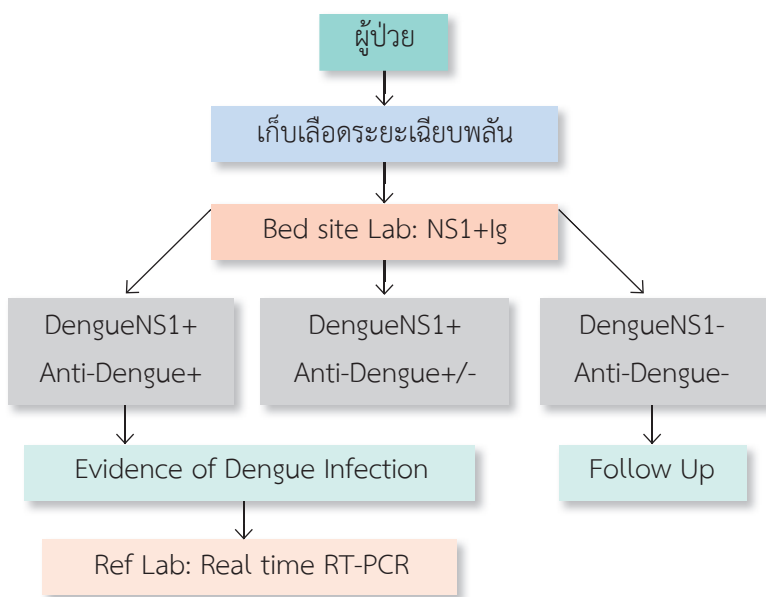 ผู้ป่วย
เก็บเลือดระยะเฉียบพลัน
Bed site Lab: NS1+Ig
DengueNS1+
Anti-Dengue+
DengueNS1+
Anti-Dengue+/-
DengueNS1-
Anti-Dengue-
Evidence of Dengue Infection
Follow Up
Ref Lab: Real time RT-PCR